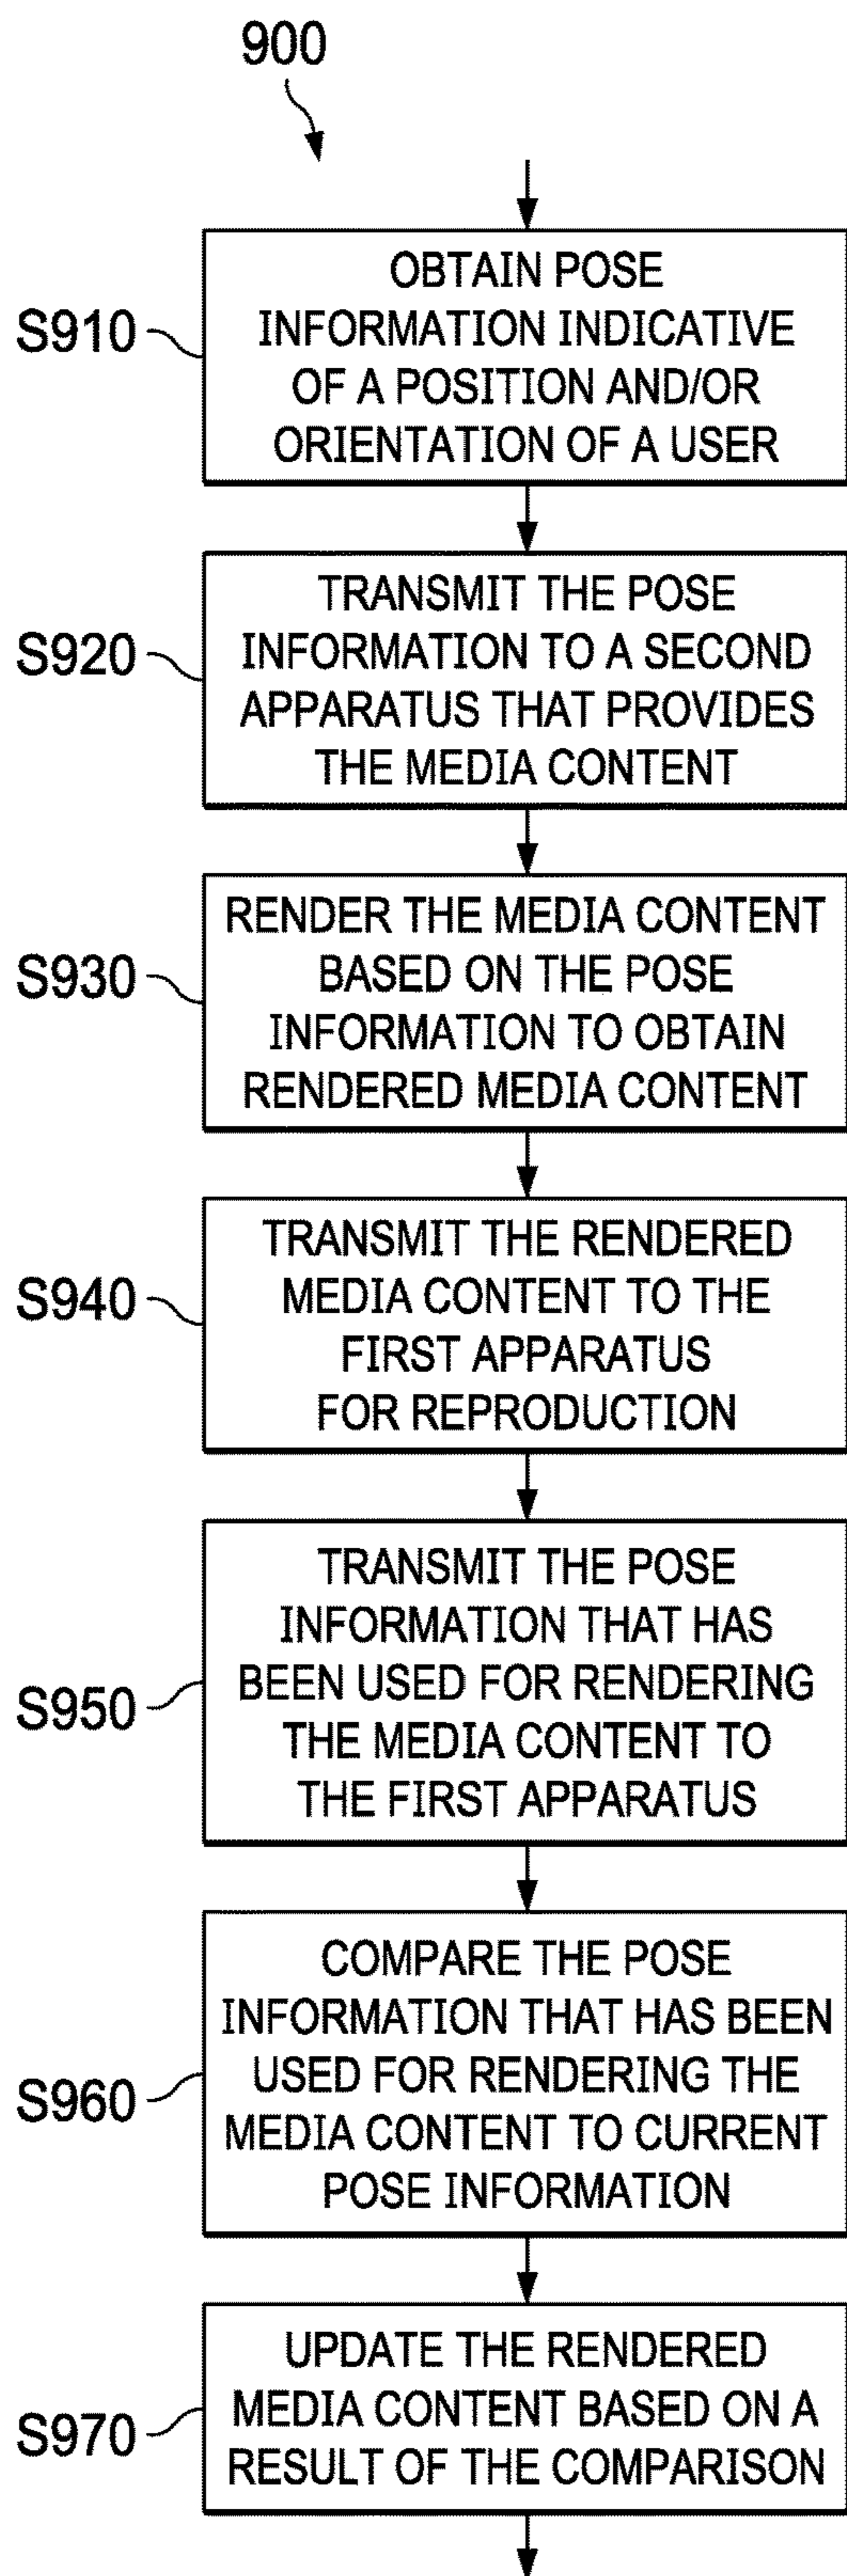 900
S910
OBTAIN POSE
INFORMATION INDICATIVE
OF A POSITION AND/OR
ORIENTATION OF A USER
S920
TRANSMIT THE POSE
INFORMATION TO A SECOND
APPARATUS THAT PROVIDES
THE MEDIA CONTENT
S930
RENDER THE MEDIA CONTENT
BASED ON THE POSE
INFORMATION TO OBTAIN
RENDERED MEDIA CONTENT
S940
TRANSMIT THE RENDERED
MEDIA CONTENT TO THE
FIRST APPARATUS
FOR REPRODUCTION
S950
TRANSMIT THE POSE
INFORMATION THAT HAS
BEEN USED FOR RENDERING
THE MEDIA CONTENT TO
THE FIRST APPARATUS
S960
COMPARE THE POSE
INFORMATION THAT HAS BEEN
USED FOR RENDERING THE
MEDIA CONTENT TO CURRENT
POSE INFORMATION
S970
UPDATE THE RENDERED
MEDIA CONTENT BASED ON A
RESULT OF THE COMPARISON